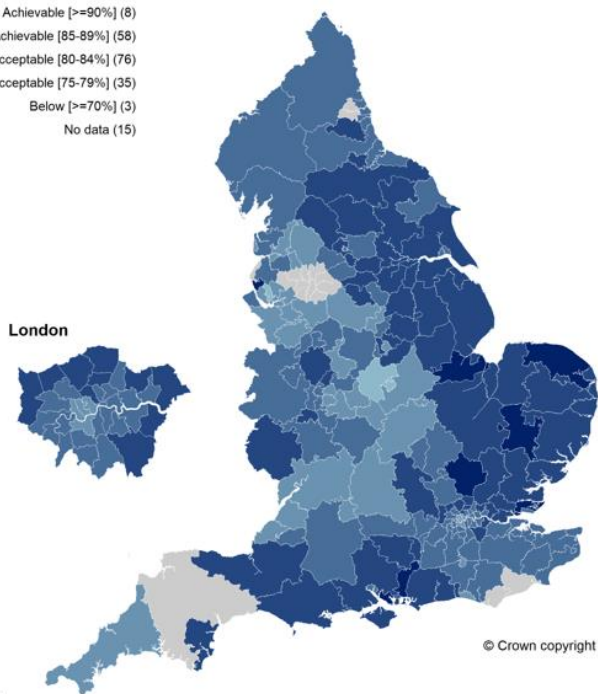 Achievable [>=90%] (8)
chievable [85-89%] (58)
cceptable [80-84%] (76)
cceptable [75-79%] (35)
Below [>=70%] (3)
No data (15)
London
© Crown copyright